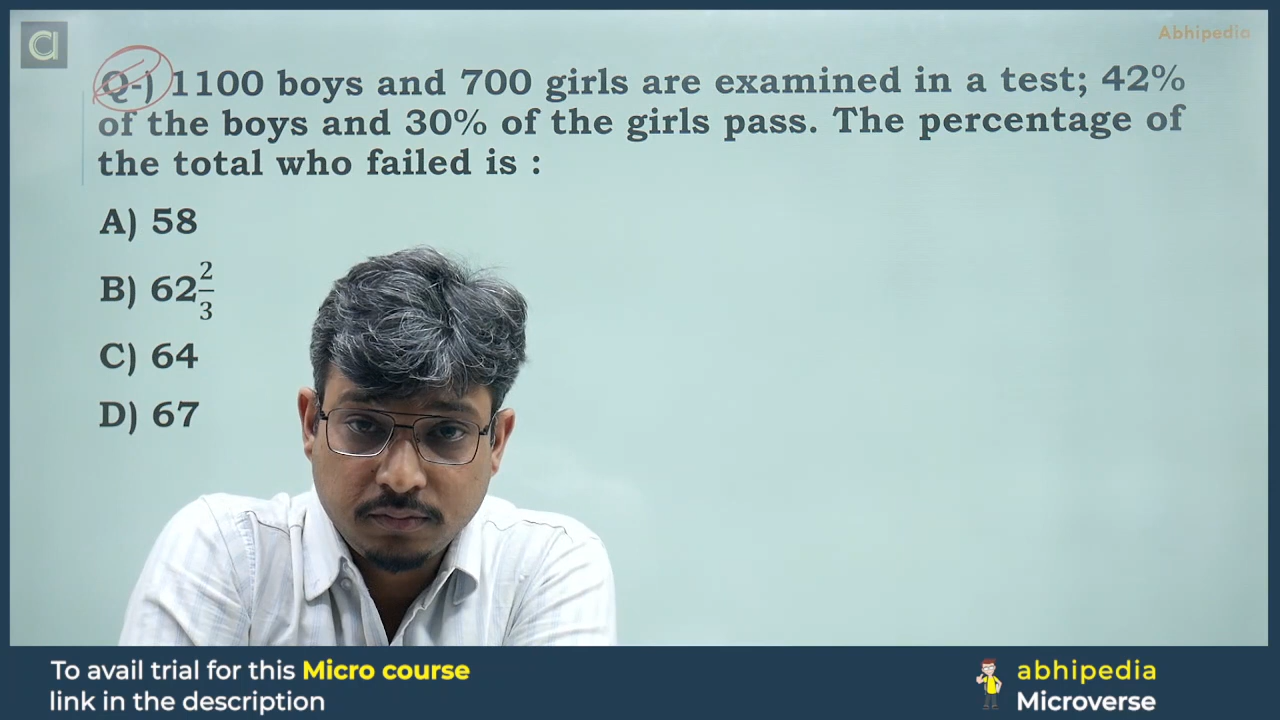 Abhipedia
Q-) 1100 boys and 700 girls are examined in a test; 42%
of the boys and 30% of the girls pass. The percentage of
the total who failed is :
A) 58
B) 62 2/3
C) 64
D) 67
To avail trial for this Micro course
link in the description
abhipedia
Microverse